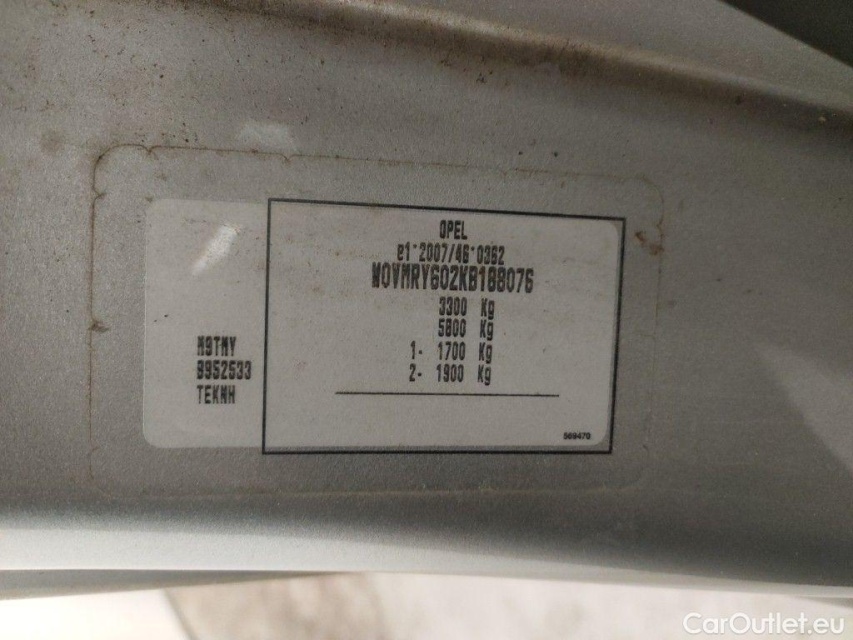 OPEL
e1*2007/46*0362
W0VMRY602KB188076
3300 Kg
5800 Kg
1- 1700 Kg
2- 1900 Kg
M9TMY
9952533
TEKNH
569470
CarOutlet.eu